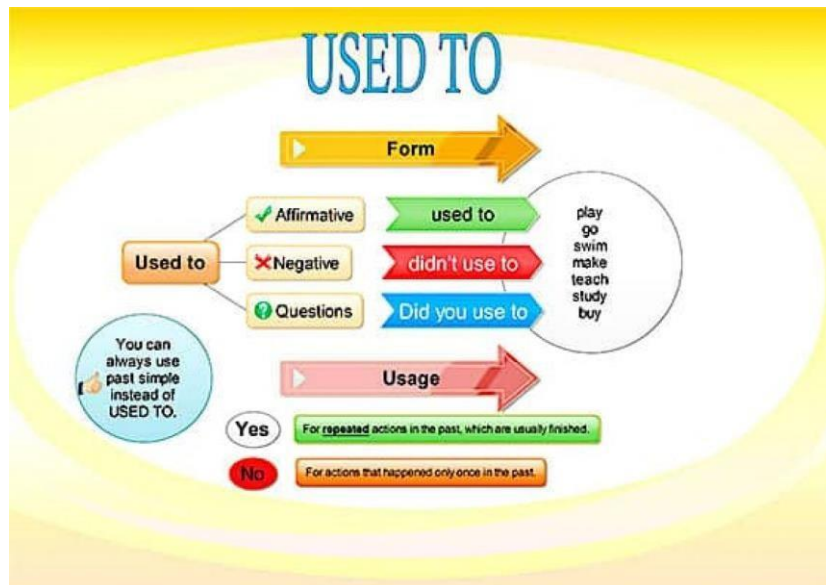 USED TO
Form
Affirmative
used to
Used to
Negative
didn't use to
Questions
Did you use to
play
go
swim
make
teach
study
buy
You can
always use
past simple
instead of
USED TO.
Usage
Yes
For repeated actions in the past, which are usually finished.
No
For actions that happened only once in the past.